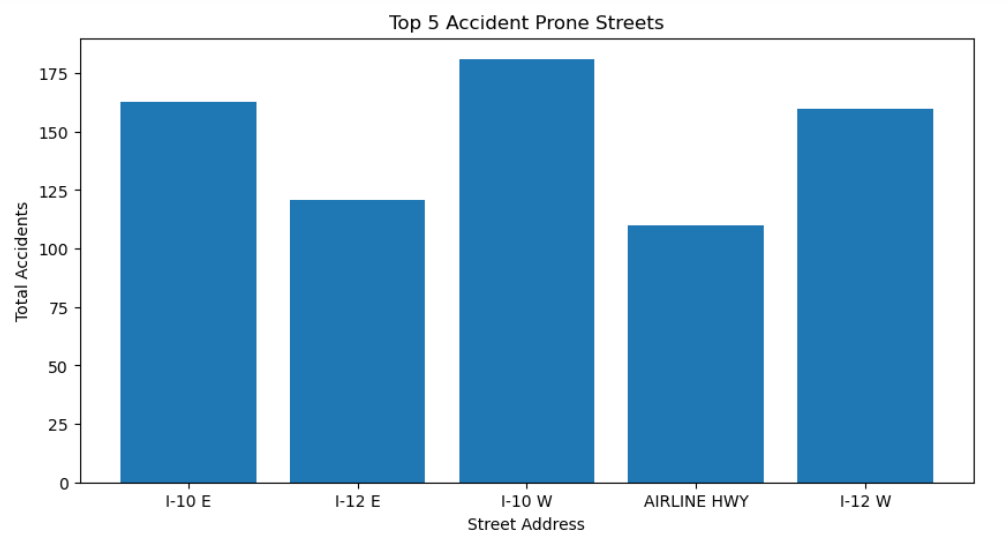 Top 5 Accident Prone Streets
Total Accidents
175
150
125
100
75
50
25
0
I-10 E I-12 E I-10 W AIRLINE HWY I-12 W
Street Address